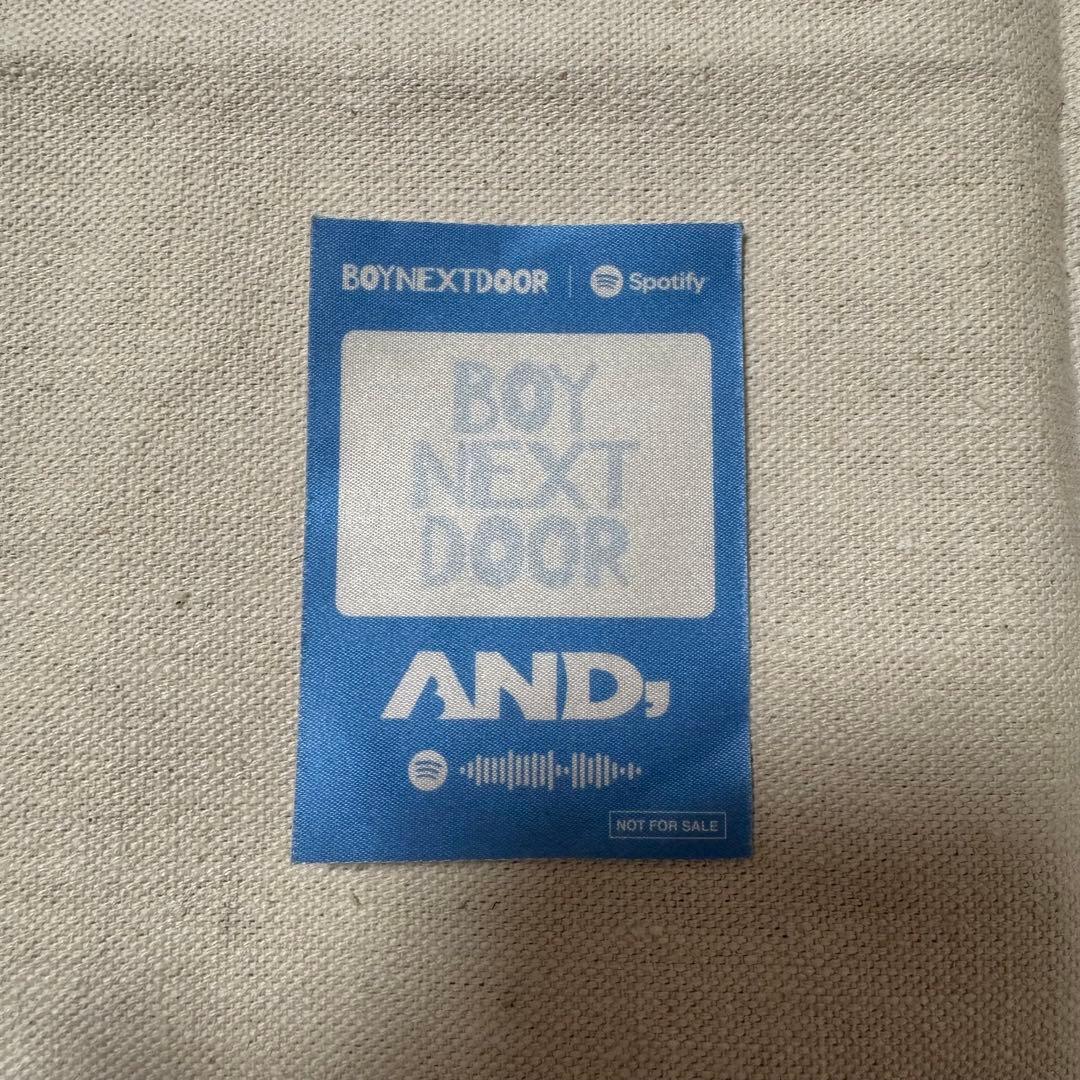 BOYNEXTDOOR | Spotify
BOY
NEXT
DOOR
AND,
NOT FOR SALE